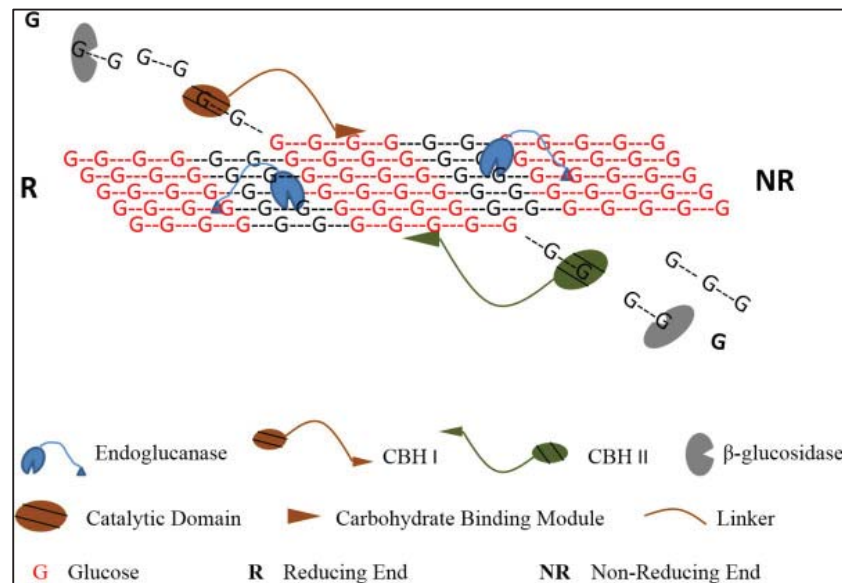 G
G---G G---G
G--G
G---G---G---G---G---G---G---G---G---G---G
G---G---G---G---G---G---G---G---G---G---G---G---G---G---G---G---G
R G---G---G---G---G---G---G---G---G---G---G---G---G---G---G---G---G NR
G---G---G---G---G---G---G---G---G---G---G---G---G---G---G---G---G
G---G---G---G---G---G---G---G---G---G---G---G---G---G---G---G---G
G---G---G---G---G---G---G---G---G---G---G
G---G G---G---G
G---G
G
Endoglucanase CBH I CBH II β-glucosidase
Catalytic Domain Carbohydrate Binding Module Linker
G Glucose R Reducing End NR Non-Reducing End